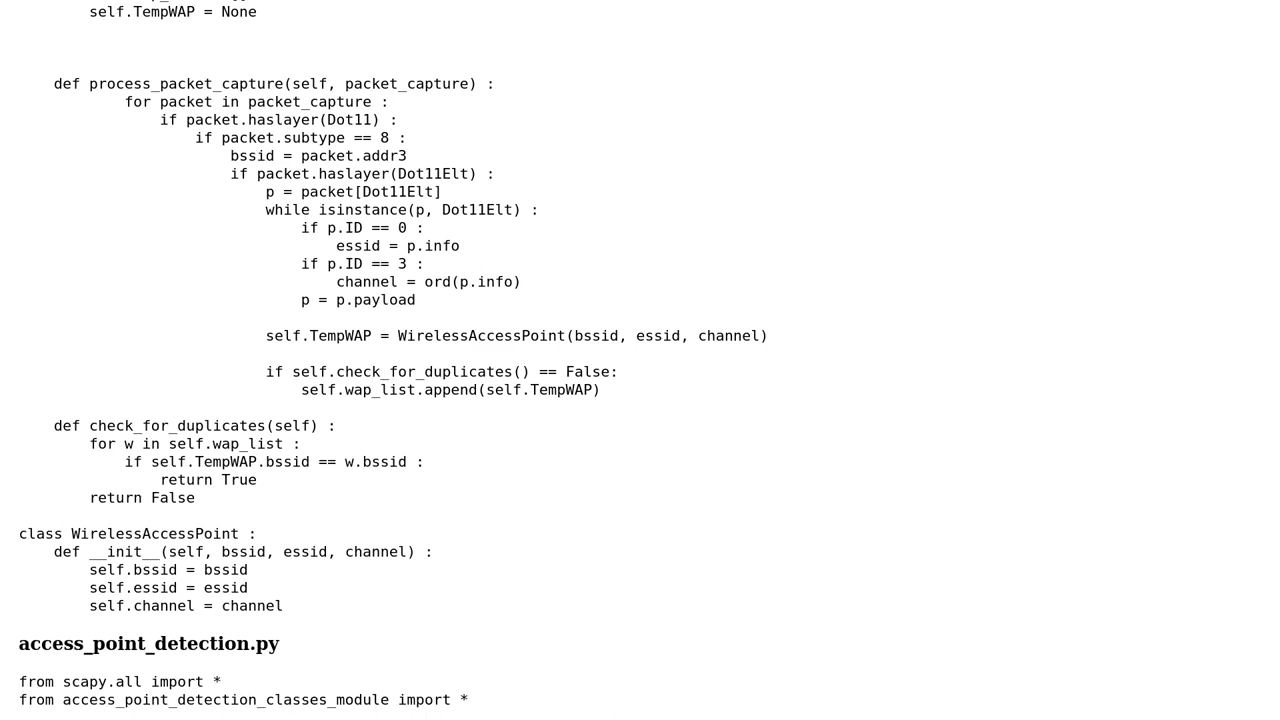 self.TempWAP = None
    def process_packet_capture(self, packet_capture) :
            for packet in packet_capture :
                if packet.haslayer(Dot11) :
                    if packet.subtype == 8 :
                        bssid = packet.addr3
                        if packet.haslayer(Dot11Elt) :
                            p = packet[Dot11Elt]
                            while isinstance(p, Dot11Elt) :
                                if p.ID == 0 :
                                    essid = p.info
                                if p.ID == 3 :
                                    channel = ord(p.info)
                                p = p.payload
                            self.TempWAP = WirelessAccessPoint(bssid, essid, channel)
                            if self.check_for_duplicates() == False:
                                self.wap_list.append(self.TempWAP)
    def check_for_duplicates(self) :
        for w in self.wap_list :
            if self.TempWAP.bssid == w.bssid :
                return True
        return False
class WirelessAccessPoint :
    def __init__(self, bssid, essid, channel) :
        self.bssid = bssid
        self.essid = essid
        self.channel = channel
access_point_detection.py
from scapy.all import *
from access_point_detection_classes_module import *